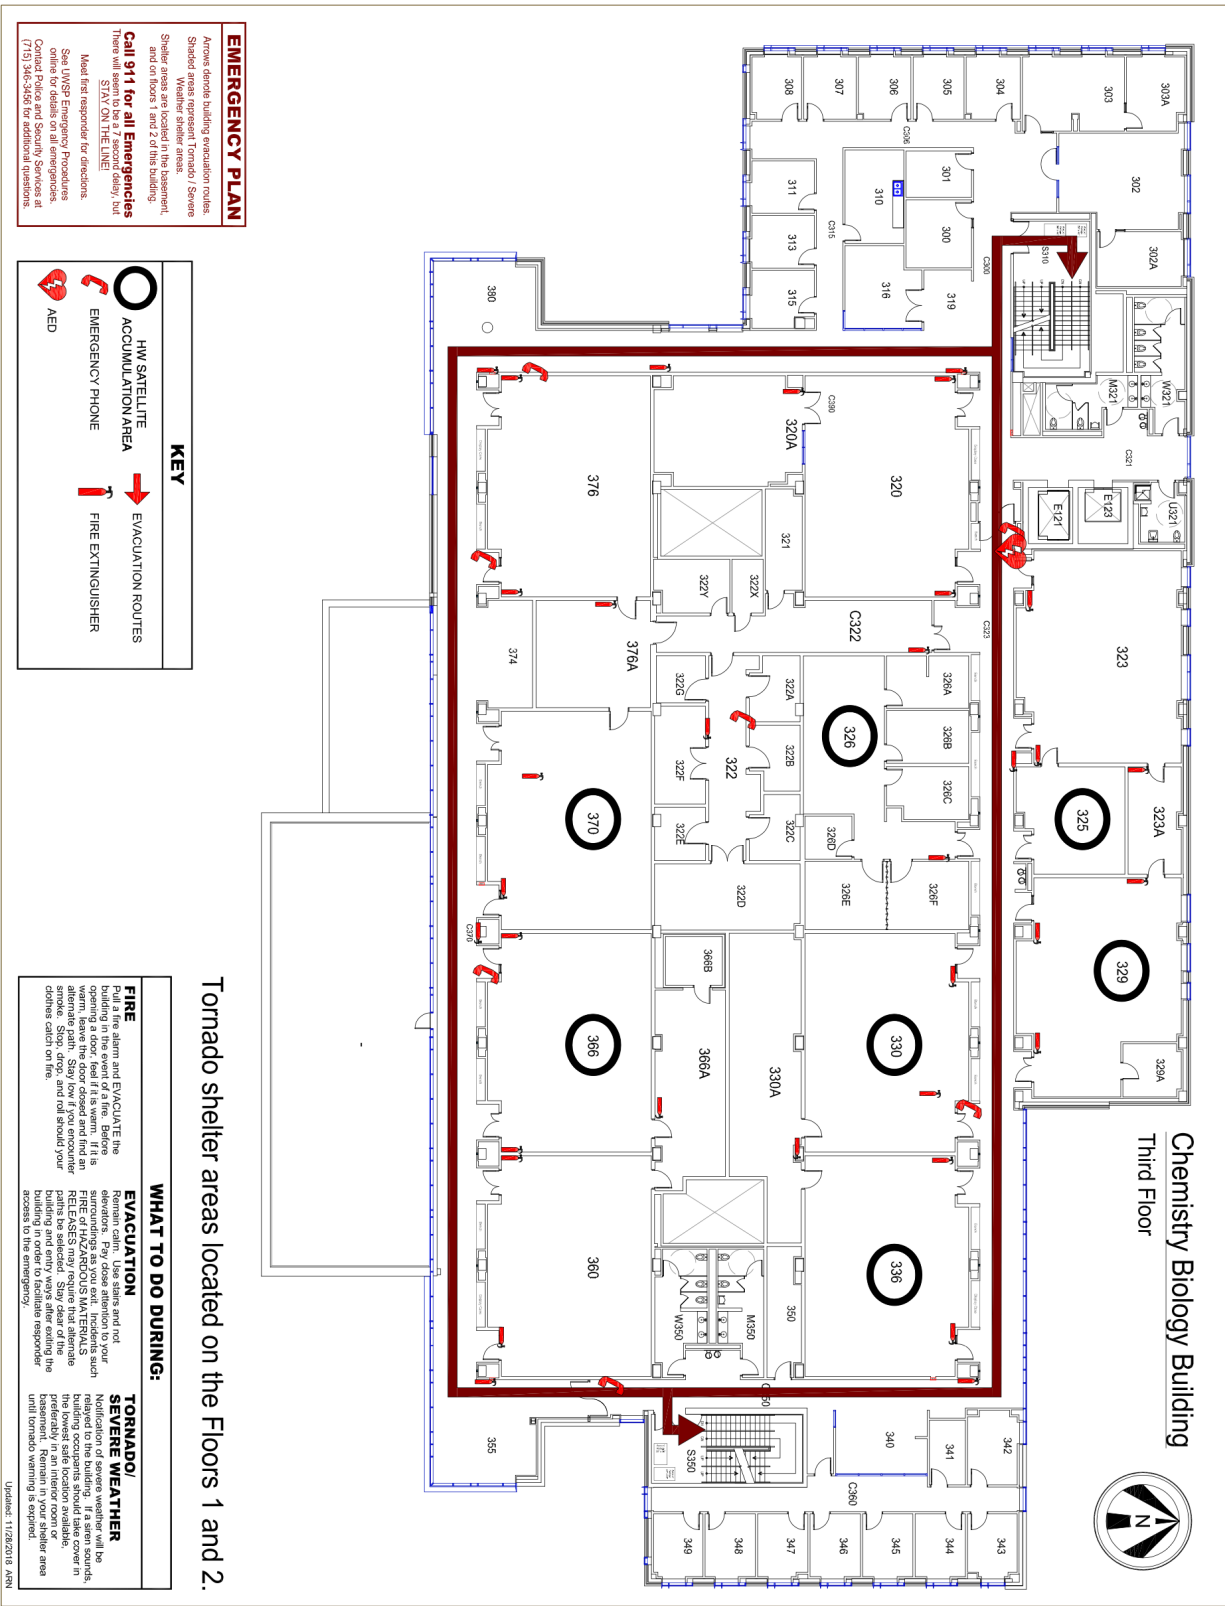 Chemistry Biology Building
Third Floor
N
303A
303
304
305
306
307
308
302
302A
C306
301
300
310
311
313
315
C315
316
319
C300
S310
380
W321
M321
C321
U321
E123
E121
C390
320A
320
376
321
322X
322Y
C322
C323
323
376A
374
322G
322A
326A
326
326B
326C
322
322B
322F
322C
322E
326D
370
325
323A
322D
326E
326F
C370
329
329A
366B
366
366A
330A
330
360
336
350
M350
W350
355
S350
340
341
342
C360
349
348
347
346
345
344
343
Tornado shelter areas located on the Floors 1 and 2.
EMERGENCY PLAN
Arrows denote building evacuation routes.
Shaded areas represent Tornado / Severe
Weather shelter areas.
Shelter areas are located in the basement,
and on floors 1 and 2 of this building.
Call 911 for all Emergencies
There will seem to be a 7 second delay, but
STAY ON THE LINE!
Meet first responder for directions.
See UWSP Emergency Procedures
online for details on all emergencies.
Contact Police and Security Services at
(715) 346-3456 for additional questions.
KEY
HW SATELLITE
ACCUMULATION AREA
EVACUATION ROUTES
EMERGENCY PHONE
FIRE EXTINGUISHER
AED
WHAT TO DO DURING:
FIRE
Pull a fire alarm and EVACUATE the
building in the event of a fire. Before
opening a door, feel if it is warm. If it is
warm, leave the door closed and find an
alternate path. Stay low if you encounter
smoke. Stop, drop, and roll should your
clothes catch on fire.
EVACUATION
Remain calm. Use stairs and not
elevators. Pay close attention to your
surroundings as you exit. Incidents such
FIRE of HAZARDOUS MATERIALS
RELEASES may require that alternate
paths be selected. Stay clear of the
building and entry ways after exiting the
building in order to facilitate responder
access to the emergency.
TORNADO/
SEVERE WEATHER
Notification of severe weather will be
relayed to the building. If a siren sounds,
building occupants should take cover in
the lowest safe location available,
preferably in an interior room or
basement. Remain in your shelter area
until tornado warning is expired.
Updated: 11/28/2018 ARN